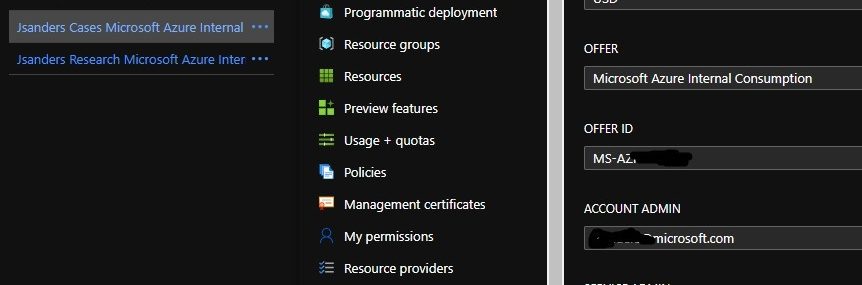 Jsanders Cases Microsoft Azure Internal ...
Jsanders Research Microsoft Azure Inter ...
Programmatic deployment
Resource groups
Resources
Preview features
Usage + quotas
Policies
Management certificates
My permissions
Resource providers
USD
OFFER
Microsoft Azure Internal Consumption
OFFER ID
MS-AZ
ACCOUNT ADMIN
@microsoft.com